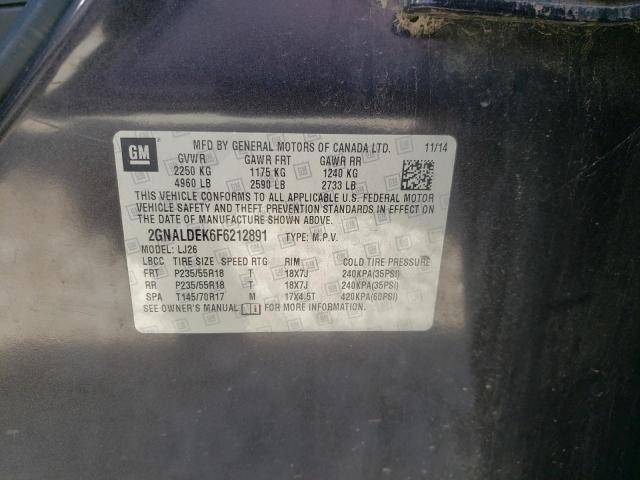 GM
MFD BY GENERAL MOTORS OF CANADA LTD. 11/14
GVWR GAWR FRT GAWR RR
2250 KG 1175 KG 1240 KG
4960 LB 2590 LB 2733 LB
THIS VEHICLE CONFORMS TO ALL APPLICABLE U.S. FEDERAL MOTOR
VEHICLE SAFETY AND THEFT PREVENTION STANDARDS IN EFFECT ON
THE DATE OF MANUFACTURE SHOWN ABOVE.
2GNALDEK6F6212891 TYPE: M.P.V.
MODEL: LJ26
LBCC TIRE SIZE SPEED RTG RIM COLD TIRE PRESSURE
FRT P235/55R18 T 18X7J 240KPA(35PSI)
RR P235/55R18 T 18X7J 240KPA(35PSI)
SPA T145/70R17 M 17X4.5T 420KPA(60PSI)
SEE OWNER'S MANUAL i FOR MORE INFORMATION.